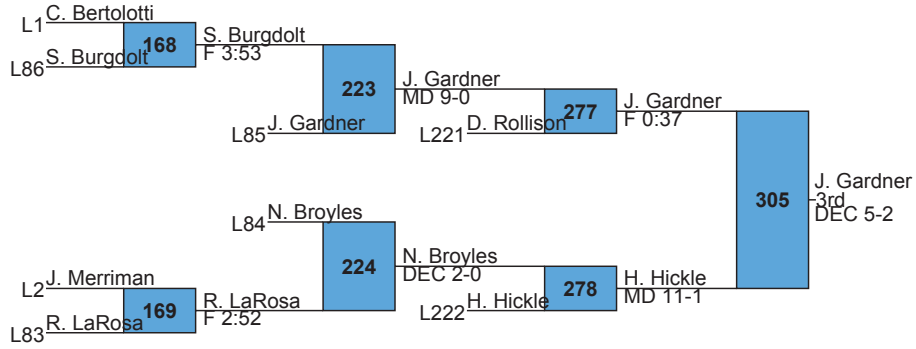 L1 C. Bertolotti
168
S. Burgdolt
F 3:53
L86 S. Burgdolt
223
J. Gardner
MD 9-0
L85 J. Gardner
277
J. Gardner
F 0:37
L221 D. Rollison
305
J. Gardner
3rd
DEC 5-2
L84 N. Broyles
224
N. Broyles
DEC 2-0
L2 J. Merriman
169
R. LaRosa
F 2:52
L83 R. LaRosa
278
H. Hickle
MD 11-1
L222 H. Hickle